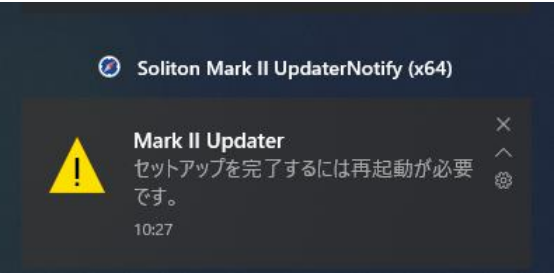 Soliton Mark II UpdaterNotify (x64)
Mark II Updater
セットアップを完了するには再起動が必要
です。
10:27